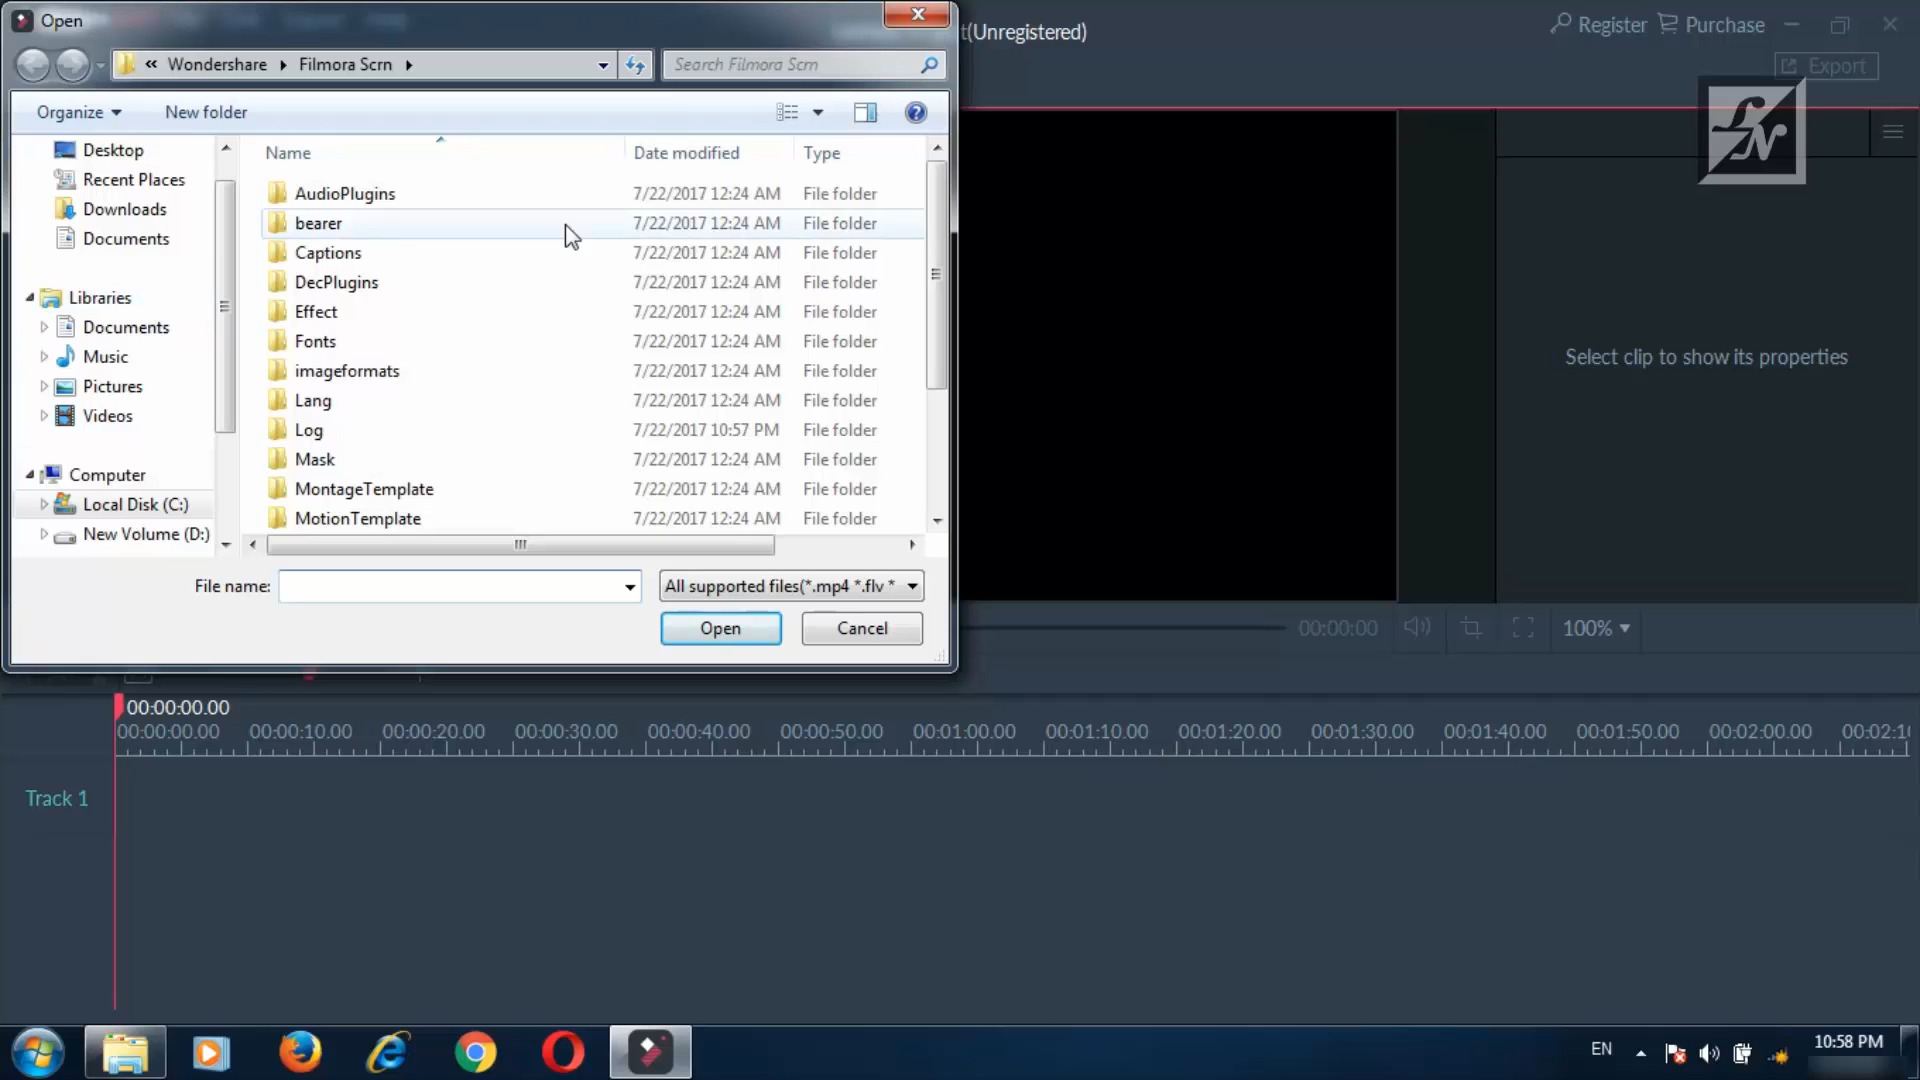 Open
t(Unregistered)
Register
Purchase
Export
« Wondershare Filmora Scrn
Search Filmora Scrn
Organize
New folder
Desktop
Recent Places
Downloads
Documents
Libraries
Documents
Music
Pictures
Videos
Computer
Local Disk (C:)
New Volume (D:)
Name Date modified Type
AudioPlugins 7/22/2017 12:24 AM File folder
bearer 7/22/2017 12:24 AM File folder
Captions 7/22/2017 12:24 AM File folder
DecPlugins 7/22/2017 12:24 AM File folder
Effect 7/22/2017 12:24 AM File folder
Fonts 7/22/2017 12:24 AM File folder
imageformats 7/22/2017 12:24 AM File folder
Lang 7/22/2017 12:24 AM File folder
Log 7/22/2017 10:57 PM File folder
Mask 7/22/2017 12:24 AM File folder
MontageTemplate 7/22/2017 12:24 AM File folder
MotionTemplate 7/22/2017 12:24 AM File folder
File name:
All supported files(*.mp4 *.flv *
Open
Cancel
Select clip to show its properties
00:00:00
100%
00:00:00.00
00:00:00.00 00:00:10.00 00:00:20.00 00:00:30.00 00:00:40.00 00:00:50.00 00:01:00.00 00:01:10.00 00:01:20.00 00:01:30.00 00:01:40.00 00:01:50.00 00:02:00.00 00:02:1
Track 1
EN
10:58 PM